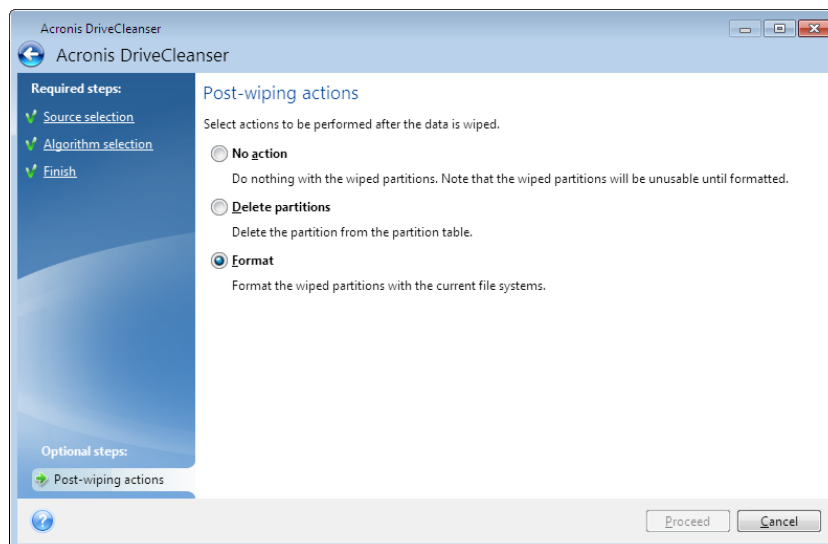 Acronis DriveCleanser
Acronis DriveCleanser
Required steps:
Source selection
Algorithm selection
Finish
Optional steps:
Post-wiping actions
Post-wiping actions
Select actions to be performed after the data is wiped.
No action
Do nothing with the wiped partitions. Note that the wiped partitions will be unusable until formatted.
Delete partitions
Delete the partition from the partition table.
Format
Format the wiped partitions with the current file systems.
?
Proceed
Cancel